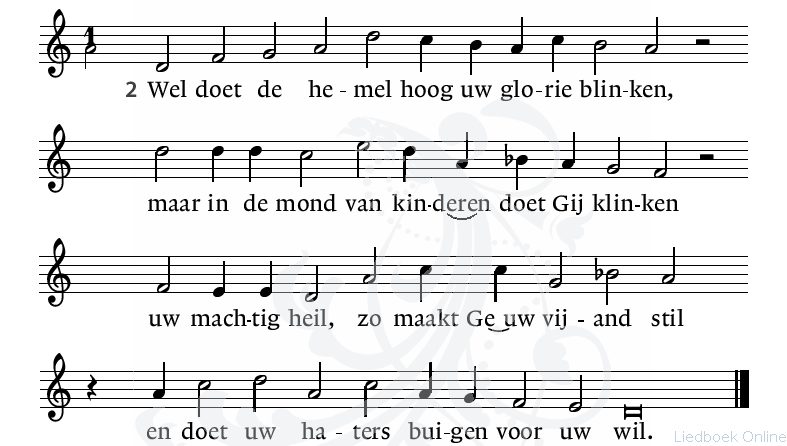 1
2 Wel doet de he - mel hoog uw glo-rie blin-ken,
maar in de mond van kin-deren doet Gij klin-ken
uw mach-tig heil, zo maakt Ge uw vij - and stil
en doet uw ha - ters bui-gen voor uw wil.
Liedboek Online